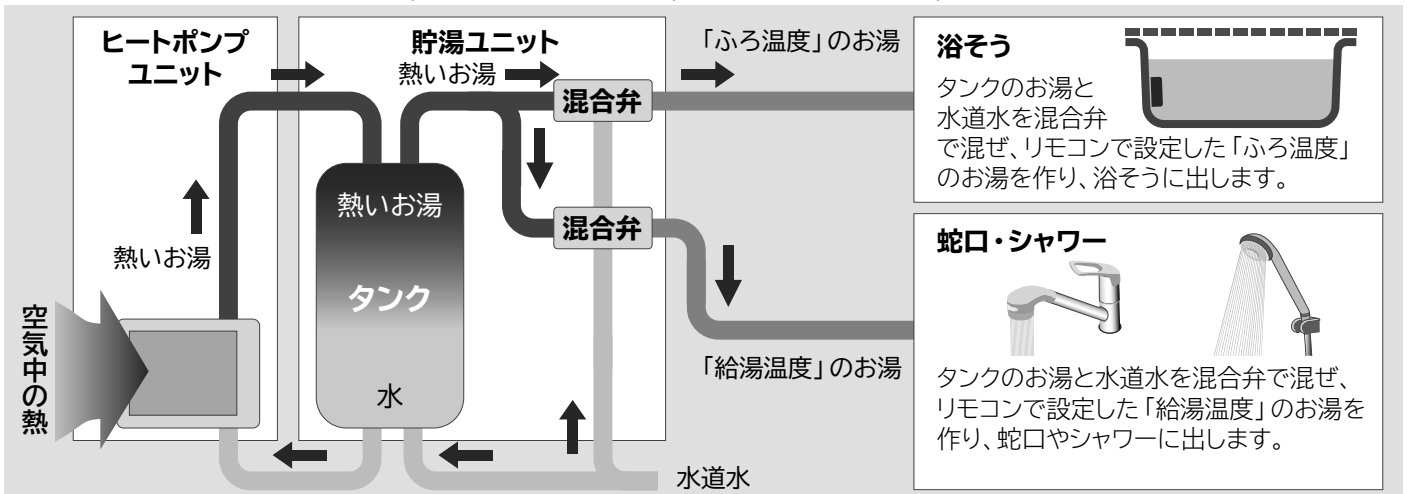 ヒートポンプ
ユニット
熱いお湯
空気中の熱
貯湯ユニット
熱いお湯
混合弁
混合弁
熱いお湯
タンク
水
「ふろ温度」のお湯
「給湯温度」のお湯
水道水
浴そう
タンクのお湯と
水道水を混合弁
で混ぜ、リモコンで設定した「ふろ温度」
のお湯を作り、浴そうに出します。
蛇口・シャワー
タンクのお湯と水道水を混合弁で混ぜ、
リモコンで設定した「給湯温度」のお湯を
作り、蛇口やシャワーに出します。